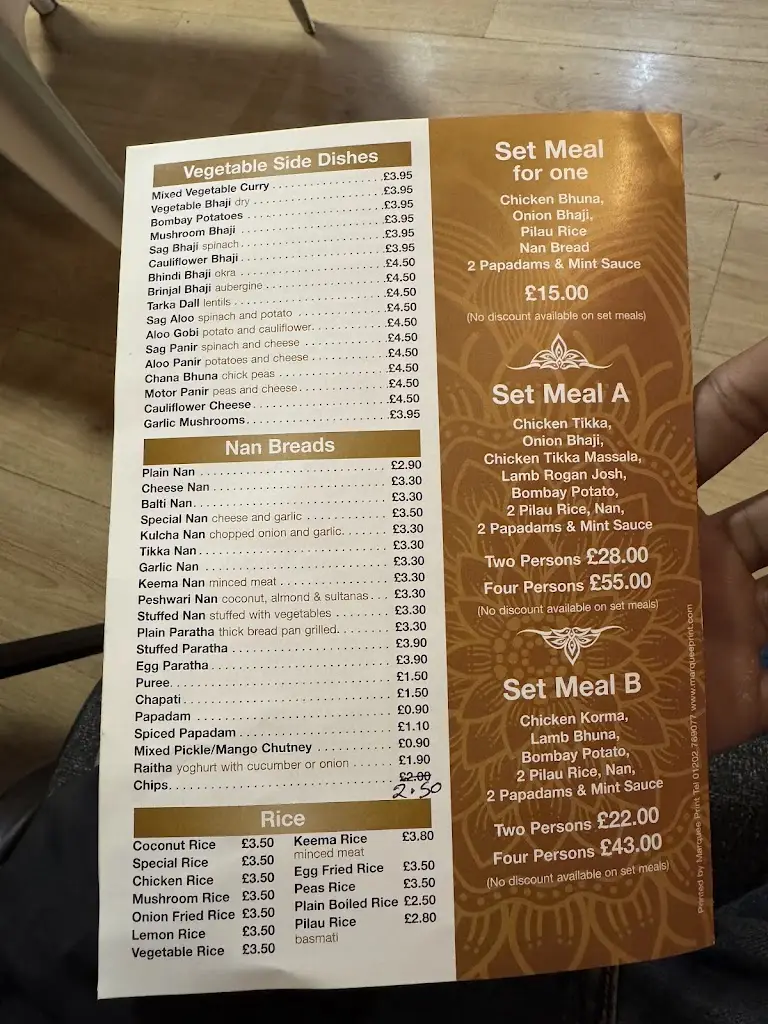 Vegetable Side Dishes
Mixed Vegetable Curry £3.95
Vegetable Bhaji dry £3.95
Bombay Potatoes £3.95
Mushroom Bhaji £3.95
Sag Bhaji spinach £3.95
Cauliflower Bhaji £3.95
Bhindi Bhaji okra £4.50
Brinjal Bhaji aubergine £4.50
Tarka Dall lentils £4.50
Sag Aloo spinach and potato £4.50
Aloo Gobi potato and cauliflower £4.50
Sag Panir spinach and cheese £4.50
Aloo Panir potatoes and cheese £4.50
Chana Bhuna chick peas £4.50
Motor Panir peas and cheese £4.50
Cauliflower Cheese £4.50
Garlic Mushrooms £3.95
Nan Breads
Plain Nan £2.90
Cheese Nan £3.30
Balti Nan £3.30
Special Nan cheese and garlic £3.50
Kulcha Nan chopped onion and garlic £3.30
Tikka Nan £3.30
Garlic Nan £3.30
Keema Nan minced meat £3.30
Peshwari Nan coconut, almond & sultanas £3.30
Stuffed Nan stuffed with vegetables £3.30
Plain Paratha thick bread pan grilled £3.30
Stuffed Paratha £3.90
Egg Paratha £3.90
Puree £1.50
Chapati £1.50
Papadam £0.90
Spiced Papadam £1.10
Mixed Pickle/Mango Chutney £0.90
Raitha yoghurt with cucumber or onion £1.90
Chips £2.00
2.50
Rice
Coconut Rice £3.50
Special Rice £3.50
Chicken Rice £3.50
Mushroom Rice £3.50
Onion Fried Rice £3.50
Lemon Rice £3.50
Vegetable Rice £3.50
Keema Rice £3.80
minced meat
Egg Fried Rice £3.50
Peas Rice £3.50
Plain Boiled Rice £2.50
Pilau Rice £2.80
basmati
Set Meal
for one
Chicken Bhuna,
Onion Bhaji,
Pilau Rice
Nan Bread
2 Papadams & Mint Sauce
£15.00
(No discount available on set meals)
Set Meal A
Chicken Tikka,
Onion Bhaji,
Chicken Tikka Massala,
Lamb Rogan Josh,
Bombay Potato,
2 Pilau Rice, Nan,
2 Papadams & Mint Sauce
Two Persons £28.00
Four Persons £55.00
(No discount available on set meals)
Set Meal B
Chicken Korma,
Lamb Bhuna,
Bombay Potato,
2 Pilau Rice, Nan,
2 Papadams & Mint Sauce
Two Persons £22.00
Four Persons £43.00
(No discount available on set meals)
Printed by Marquee Print Tel 01202 769077 www.marqueeprint.com